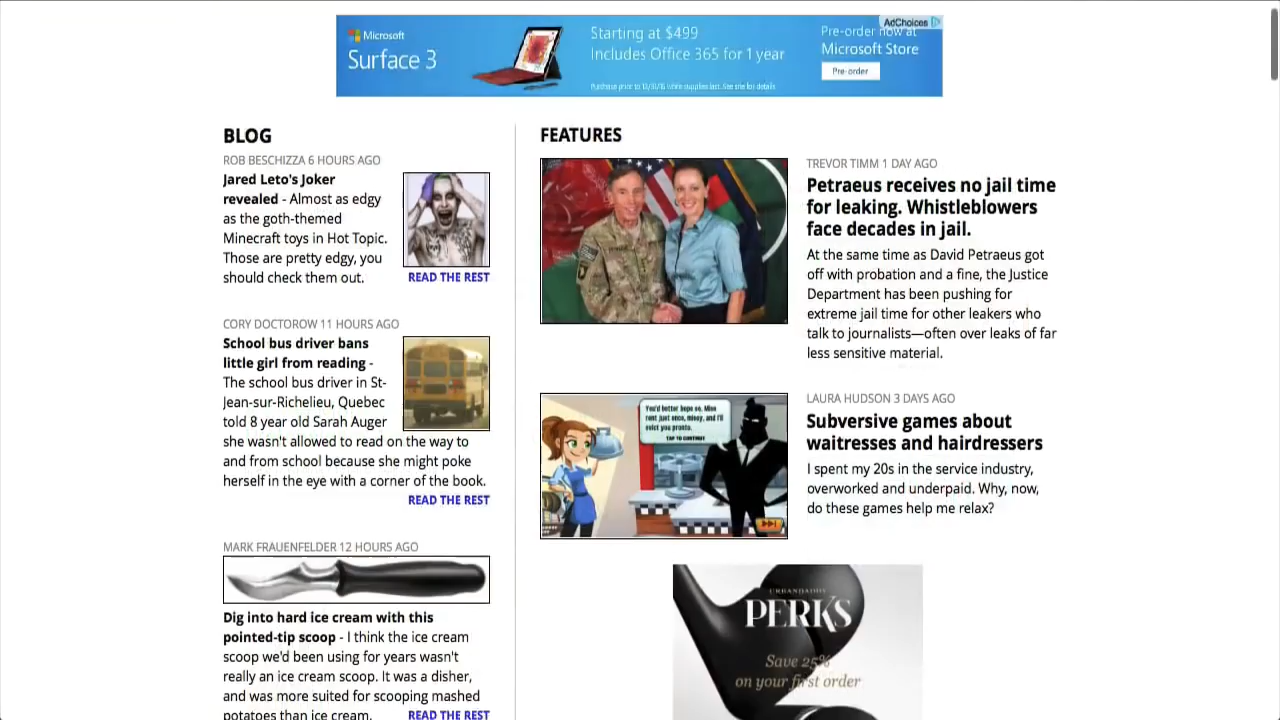 AdChoices
Microsoft
Surface 3
Starting at $499
Includes Office 365 for 1 year
Pre-order now at
Microsoft Store
Pre-order
BLOG
ROB BESCHIZZA 6 HOURS AGO
Jared Leto's Joker
revealed - Almost as edgy
as the goth-themed
Minecraft toys in Hot Topic.
Those are pretty edgy, you
should check them out.
READ THE REST
CORY DOCTOROW 11 HOURS AGO
School bus driver bans
little girl from reading -
The school bus driver in St-
Jean-sur-Richelieu, Quebec
told 8 year old Sarah Auger
she wasn't allowed to read on the way to
and from school because she might poke
herself in the eye with a corner of the book.
READ THE REST
MARK FRAUENFELDER 12 HOURS AGO
Dig into hard ice cream with this
pointed-tip scoop - I think the ice cream
scoop we'd been using for years wasn't
really an ice cream scoop. It was a disher,
and was more suited for scooping mashed
potatoes than ice cream. READ THE REST
FEATURES
TREVOR TIMM 1 DAY AGO
Petraeus receives no jail time
for leaking. Whistleblowers
face decades in jail.
At the same time as David Petraeus got
off with probation and a fine, the Justice
Department has been pushing for
extreme jail time for other leakers who
talk to journalists—often over leaks of far
less sensitive material.
You'd better hope so. Miss
rent just once, missy, and I'll
evict you pronto.
TAP TO CONTINUE
LAURA HUDSON 3 DAYS AGO
Subversive games about
waitresses and hairdressers
I spent my 20s in the service industry,
overworked and underpaid. Why, now,
do these games help me relax?
URBANDADDY
PERKS
Save 25%
on your first order